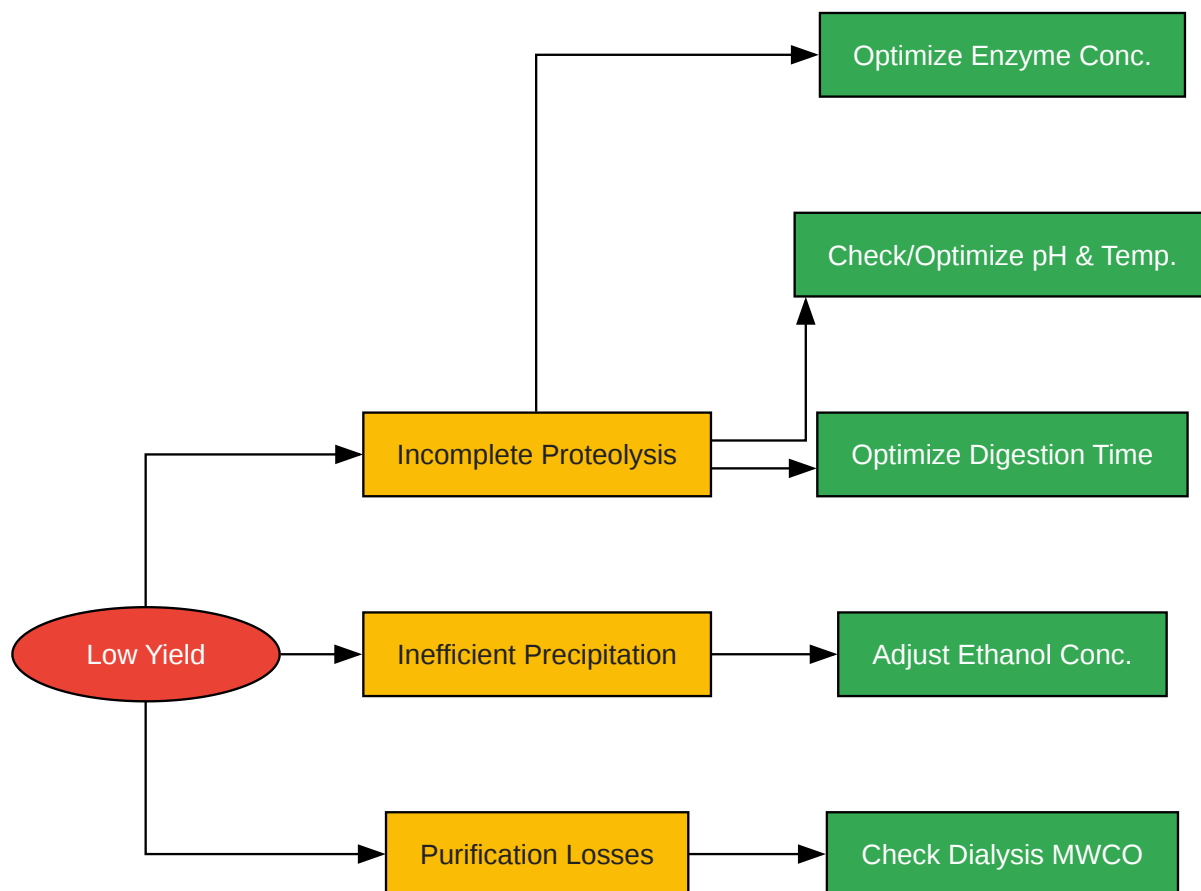 Optimize Enzyme Conc.
Check/Optimize pH & Temp.
Incomplete Proteolysis
Optimize Digestion Time
Low Yield
Inefficient Precipitation
Adjust Ethanol Conc.
Purification Losses
Check Dialysis MWCO